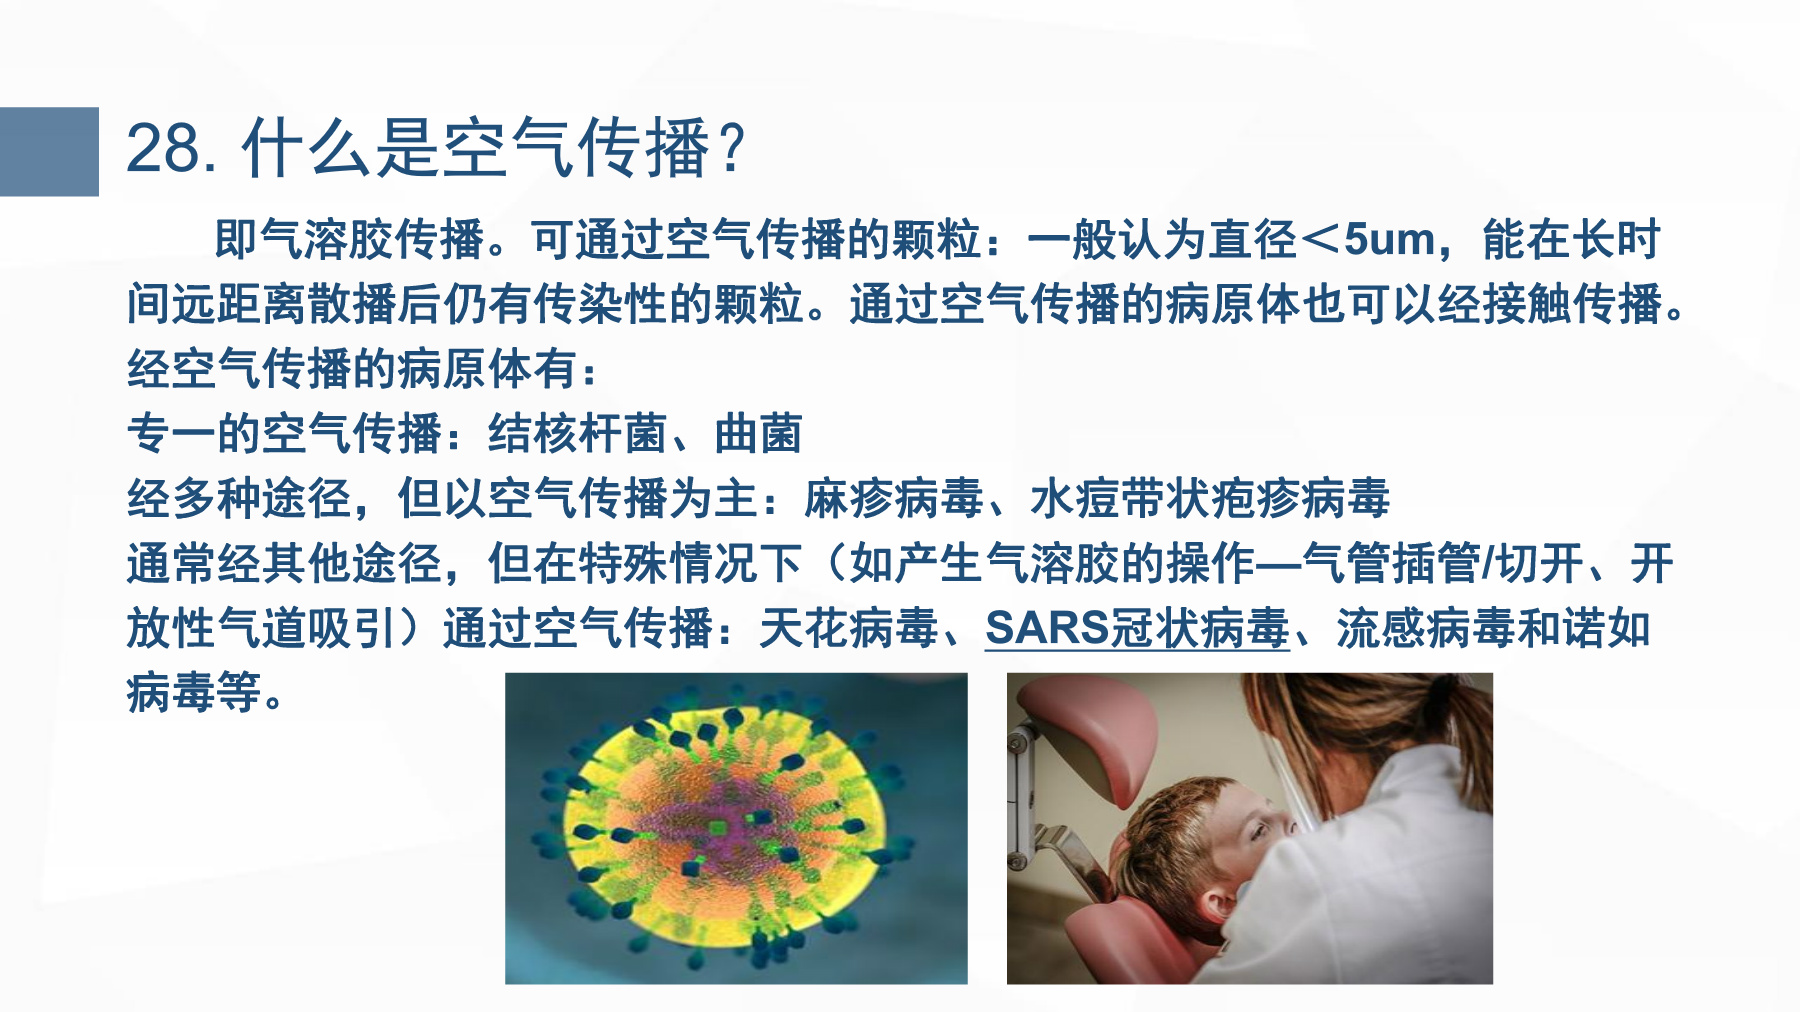 28. 什么是空气传播？
即气溶胶传播。可通过空气传播的颗粒：一般认为直径＜5um，能在长时
间远距离散播后仍有传染性的颗粒。通过空气传播的病原体也可以经接触传播。
经空气传播的病原体有：
专一的空气传播：结核杆菌、曲菌
经多种途径，但以空气传播为主：麻疹病毒、水痘带状疱疹病毒
通常经其他途径，但在特殊情况下（如产生气溶胶的操作—气管插管/切开、开
放性气道吸引）通过空气传播：天花病毒、SARS冠状病毒、流感病毒和诺如
病毒等。